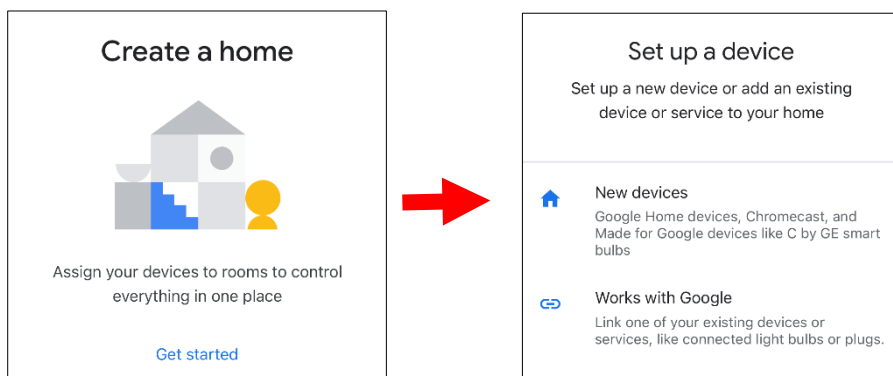 Create a home
Assign your devices to rooms to control
everything in one place
Get started
Set up a device
Set up a new device or add an existing
device or service to your home
New devices
Google Home devices, Chromecast, and
Made for Google devices like C by GE smart
bulbs
Works with Google
Link one of your existing devices or
services, like connected light bulbs or plugs.